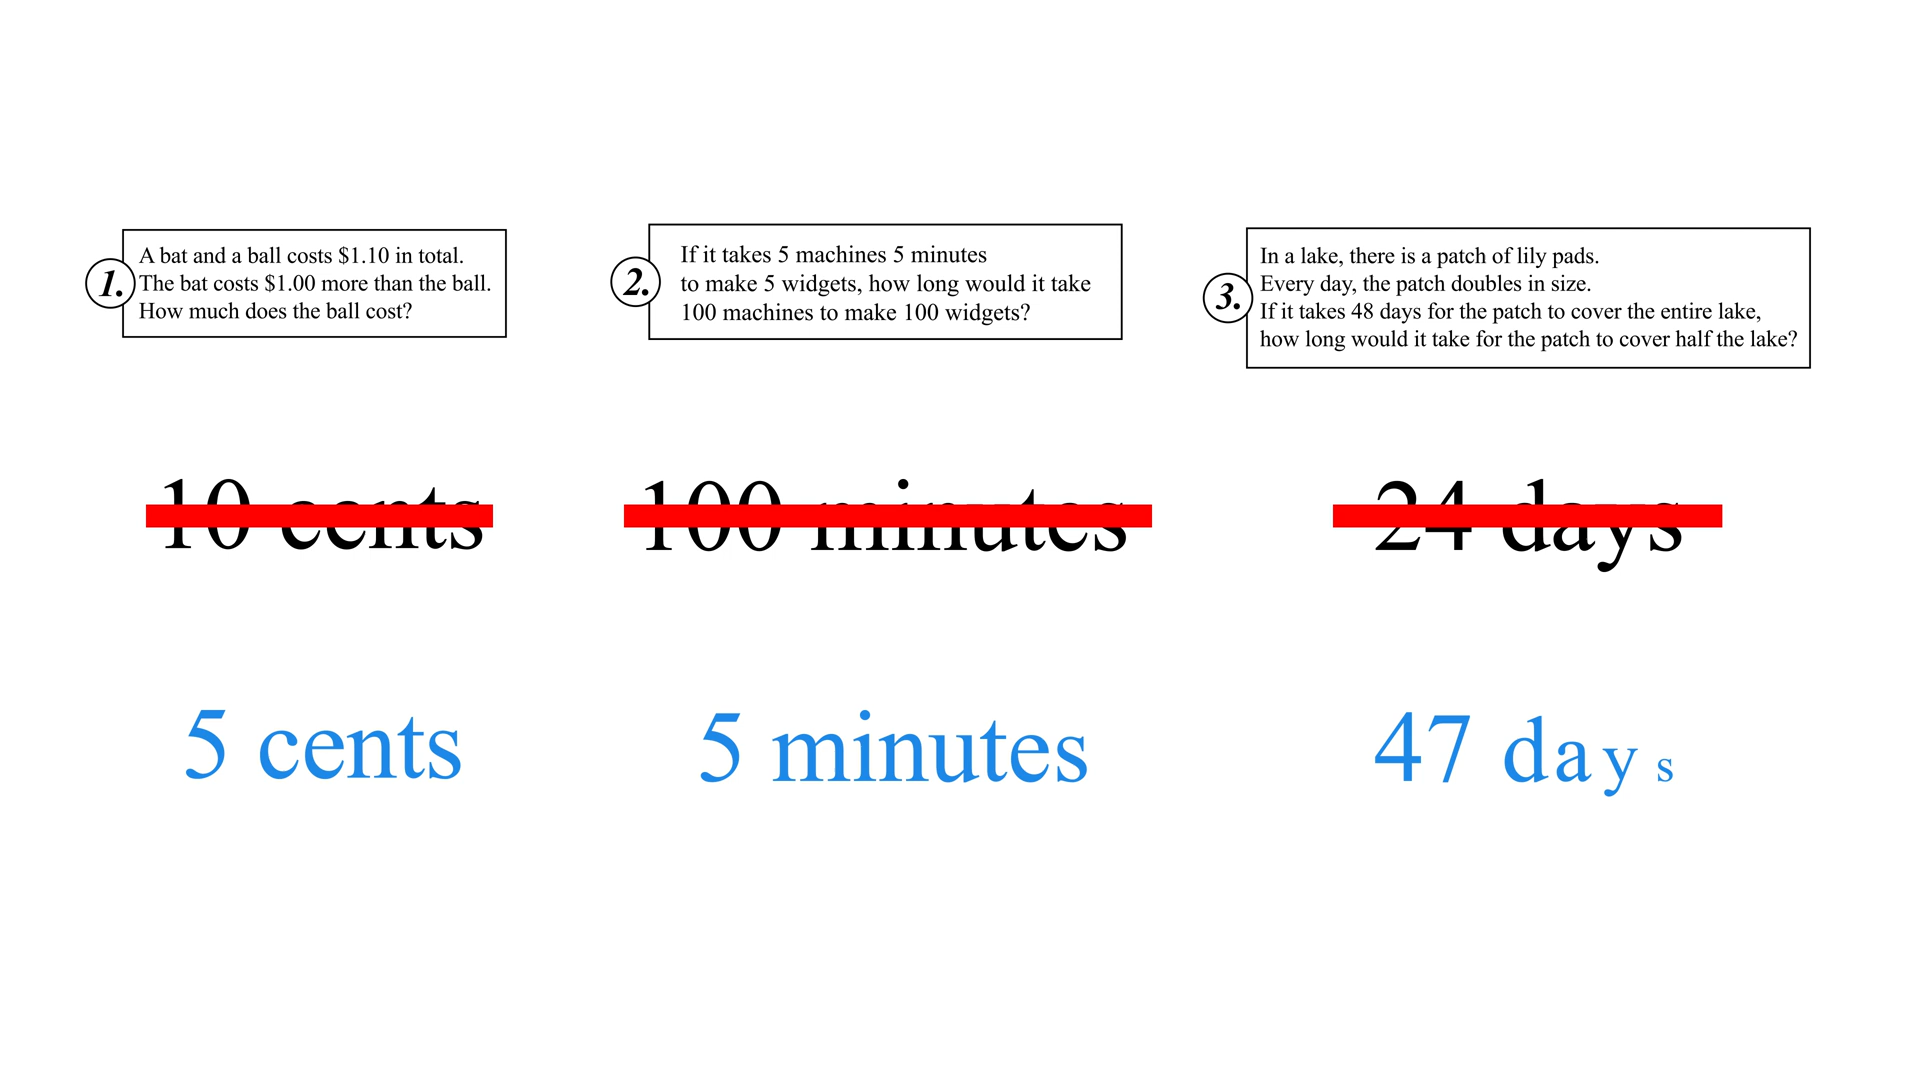 1.
A bat and a ball costs $1.10 in total.
The bat costs $1.00 more than the ball.
How much does the ball cost?
2.
If it takes 5 machines 5 minutes
to make 5 widgets, how long would it take
100 machines to make 100 widgets?
3.
In a lake, there is a patch of lily pads.
Every day, the patch doubles in size.
If it takes 48 days for the patch to cover the entire lake,
how long would it take for the patch to cover half the lake?
10 cents
100 minutes
24 days
5 cents
5 minutes
47 days